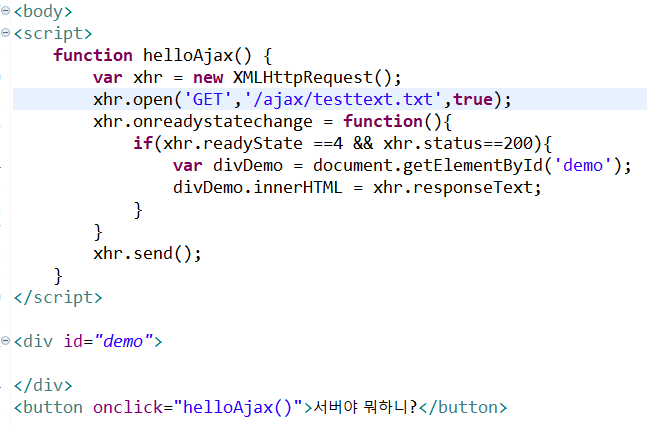 <body>
<script>
    function helloAjax() {
        var xhr = new XMLHttpRequest();
        xhr.open('GET','/ajax/testtext.txt',true);
        xhr.onreadystatechange = function(){
            if(xhr.readyState ==4 && xhr.status==200){
                var divDemo = document.getElementById('demo');
                divDemo.innerHTML = xhr.responseText;
            }
        }
        xhr.send();
    }
</script>
<div id="demo">
</div>
<button onclick="helloAjax()">서버야 뭐하니?</button>